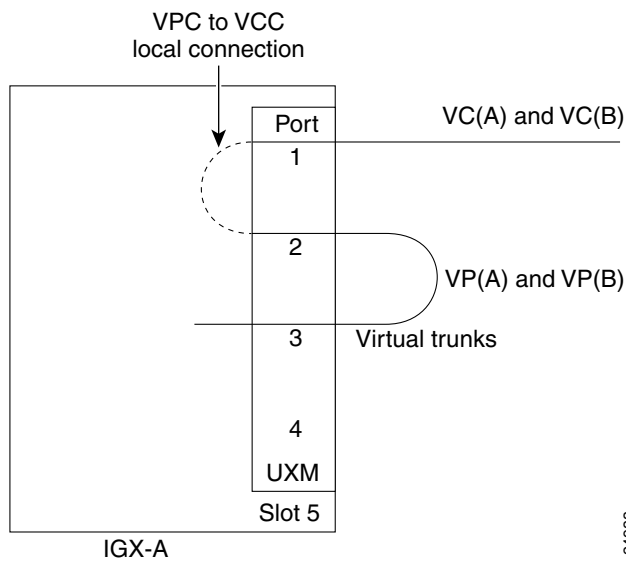 VPC to VCC
local connection
Port
VC(A) and VC(B)
1
2
VP(A) and VP(B)
3
Virtual trunks
4
UXM
Slot 5
IGX-A